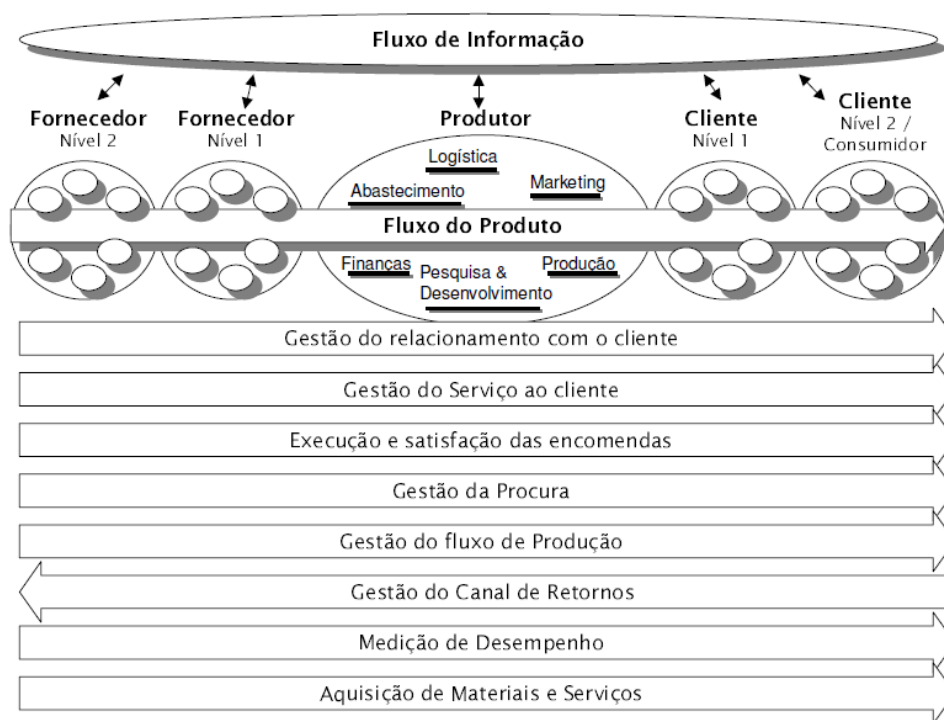 Fluxo de Informação
Fornecedor
Nível 2
Fornecedor
Nível 1
Produtor
Cliente
Nível 1
Cliente
Nível 2 /
Consumidor
Logística
Abastecimento
Marketing
Fluxo do Produto
Finanças
Pesquisa &
Desenvolvimento
Produção
Gestão do relacionamento com o cliente
Gestão do Serviço ao cliente
Execução e satisfação das encomendas
Gestão da Procura
Gestão do fluxo de Produção
Gestão do Canal de Retornos
Medição de Desempenho
Aquisição de Materiais e Serviços